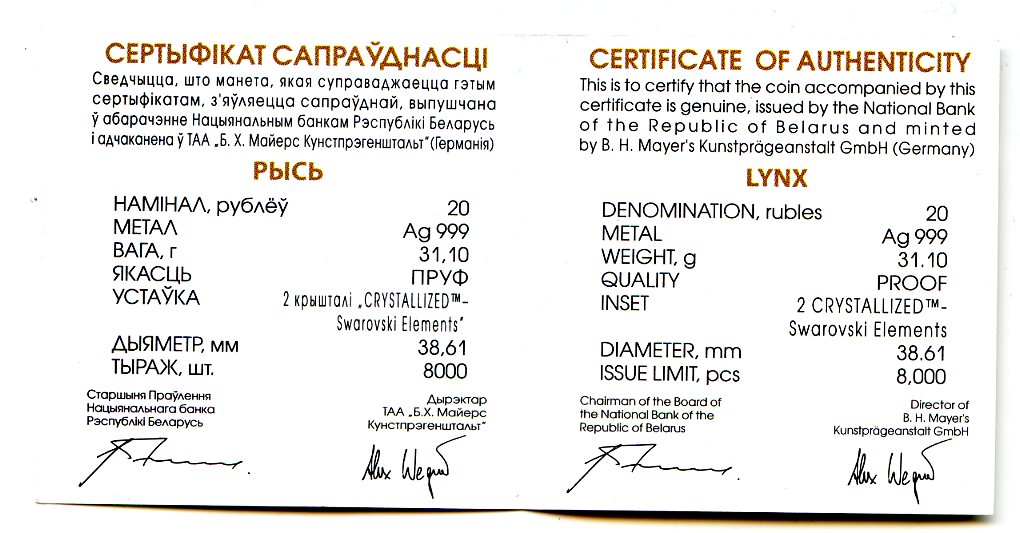 СЕРТЫФІКАТ САПРАЎДНАСЦІ
Сведчыцца, што манета, якая суправаджаецца гэтым
сертыфікатам, з'яўляецца сапраўднай, выпушчана
ў абарачэнне Нацыянальным банкам Рэспублікі Беларусь
і адчаканена ў ТАА „Б. Х. Майерс Кунстпрэгенштальт“(Германія)
РЫСЬ
НАМІНАЛ, рублёў 20
МЕТАЛ Ag 999
ВАГА, г 31,10
ЯКАСЦЬ ПРУФ
УСТАЎКА 2 крышталі „CRYSTALLIZED™-
Swarovski Elements“
ДЫЯМЕТР, мм 38,61
ТЫРАЖ, шт. 8000
Старшыня Праўлення
Нацыянальнага банка
Рэспублікі Беларусь
Дырэктар
ТАА „Б.Х. Майерс
Кунстпрэгенштальт“
Alex Wegner
CERTIFICATE OF AUTHENTICITY
This is to certify that the coin accompanied by this
certificate is genuine, issued by the National Bank
of the Republic of Belarus and minted
by B. H. Mayer's Kunstprägeanstalt GmbH (Germany)
LYNX
DENOMINATION, rubles 20
METAL Ag 999
WEIGHT, g 31.10
QUALITY PROOF
INSET 2 CRYSTALLIZED™-
Swarovski Elements
DIAMETER, mm 38.61
ISSUE LIMIT, pcs 8,000
Chairman of the Board of
the National Bank of the
Republic of Belarus
Director of
B. H. Mayer's
Kunstprägeanstalt GmbH
Alex Wegner